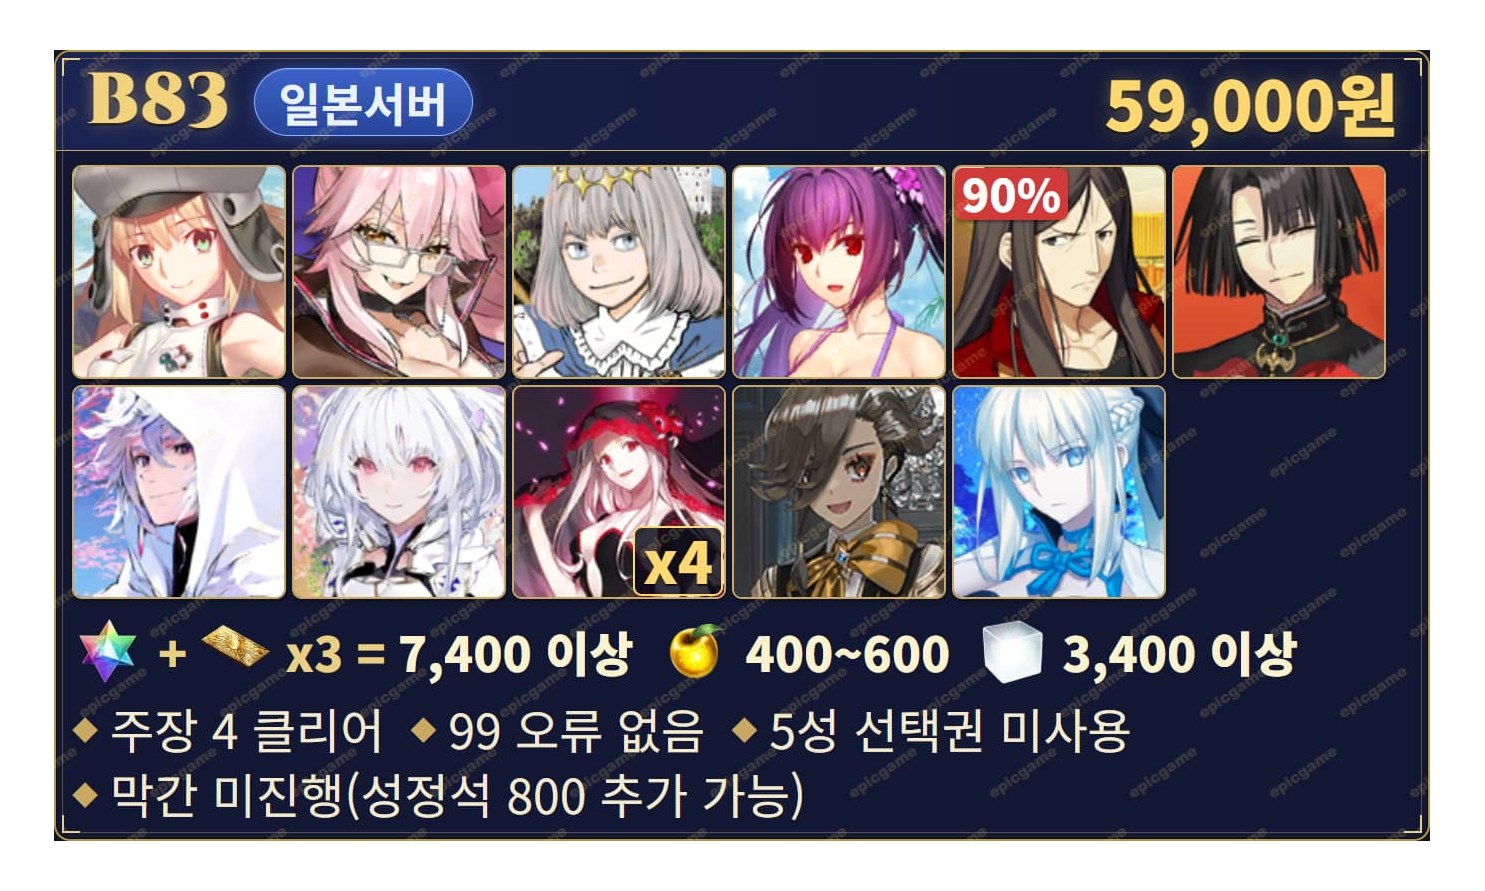 B83 일본서버 59,000원
90%
x4
+ x3 = 7,400 이상 400~600 3,400 이상
주장 4 클리어 99 오류 없음 5성 선택권 미사용
막간 미진행(성정석 800 추가 가능)
epicgame